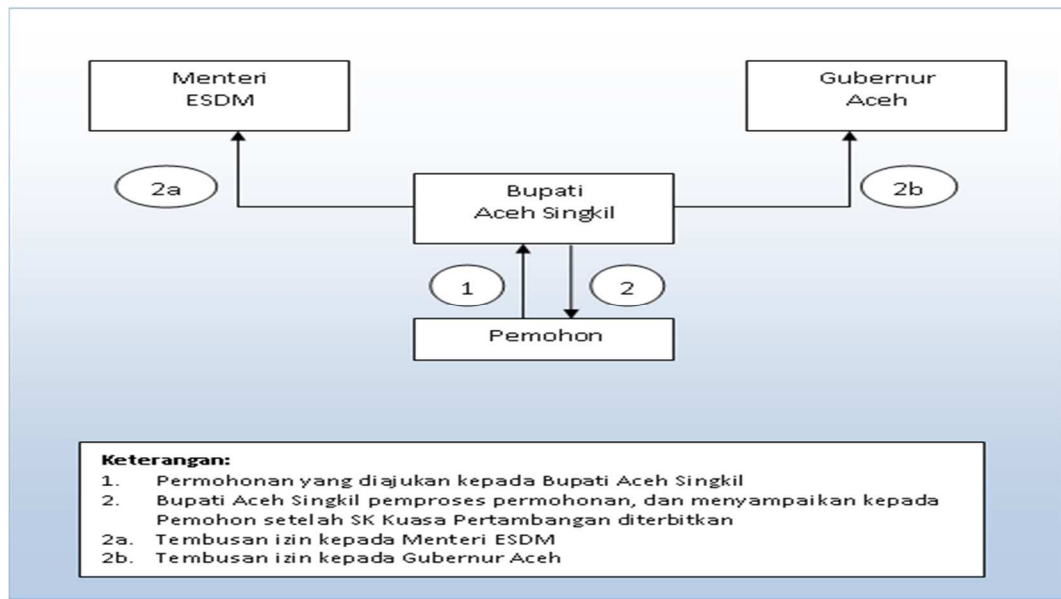 Menteri
ESDM
Gubernur
Aceh
2a
Bupati
Aceh Singkil
2b
1
2
Pemohon
Keterangan:
1. Permohonan yang diajukan kepada Bupati Aceh Singkil
2. Bupati Aceh Singkil pemproses permohonan, dan menyampaikan kepada
Pemohon setelah SK Kuasa Pertambangan diterbitkan
2a. Tembusan izin kepada Menteri ESDM
2b. Tembusan izin kepada Gubernur Aceh